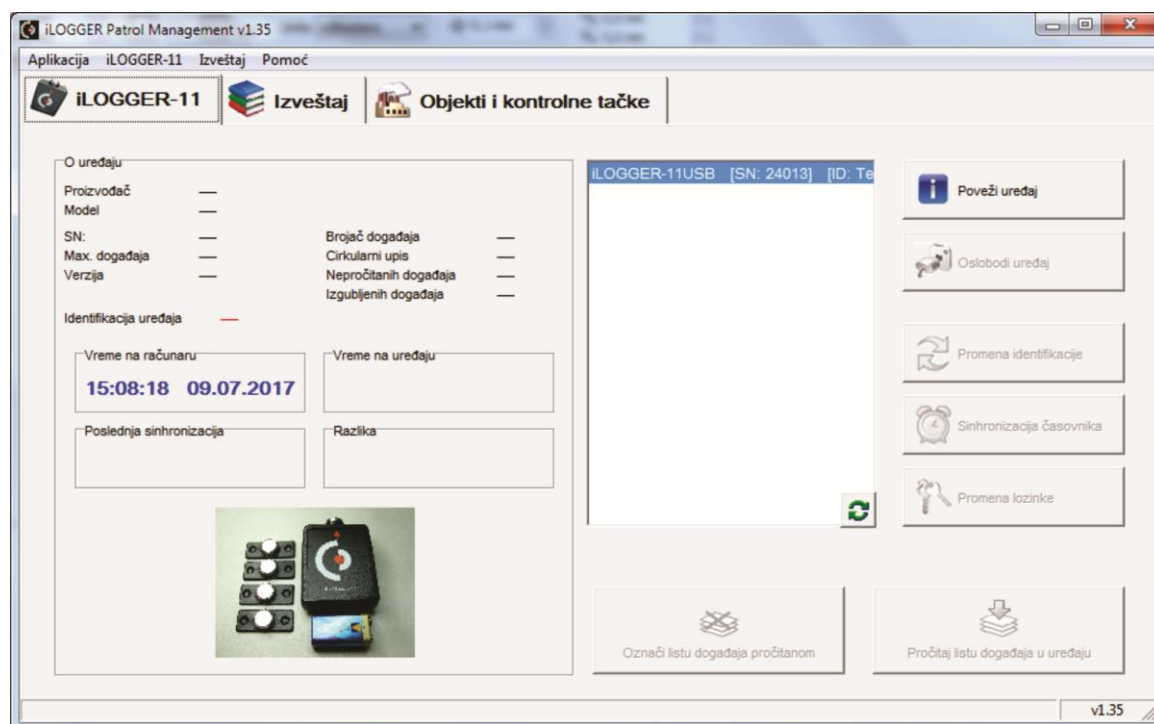 iLOGGER Patrol Management v1.35
Aplikacija iLOGGER-11 Izveštaj Pomoć
iLOGGER-11 Izveštaj Objekti i kontrolne tačke
O uređaju
Proizvođač —
Model —
SN: —
Max. događaja —
Verzija —
Brojač događaja —
Cirkularni upis —
Nepročitanih događaja —
Izgubljenih događaja —
Identifikacija uređaja —
Vreme na računaru
15:08:18 09.07.2017
Vreme na uređaju
Poslednja sinhronizacija
Razlika
iLOGGER-11USB [SN: 24013] [ID: Te
Poveži uređaj
Oslobodi uređaj
Promena identifikacije
Sinhronizacija časovnika
Promena lozinke
Označi listu događaja pročitanom
Pročitaj listu događaja u uređaju
v1.35